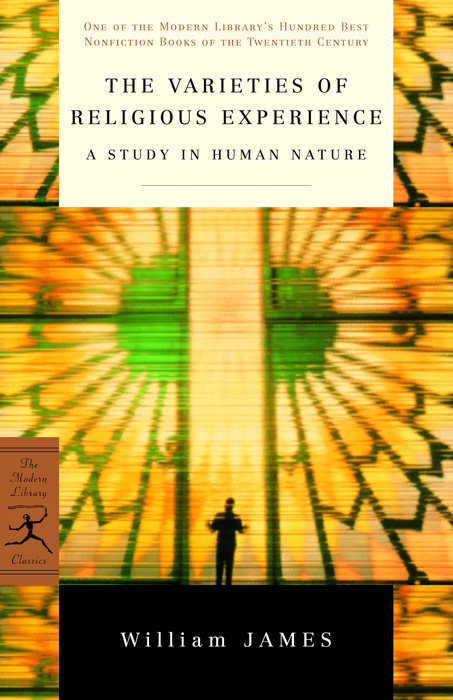 One of the Modern Library's Hundred Best
Nonfiction Books of the Twentieth Century
THE VARIETIES OF
RELIGIOUS EXPERIENCE
A STUDY IN HUMAN NATURE
The
Modern
Library
Classics
William JAMES